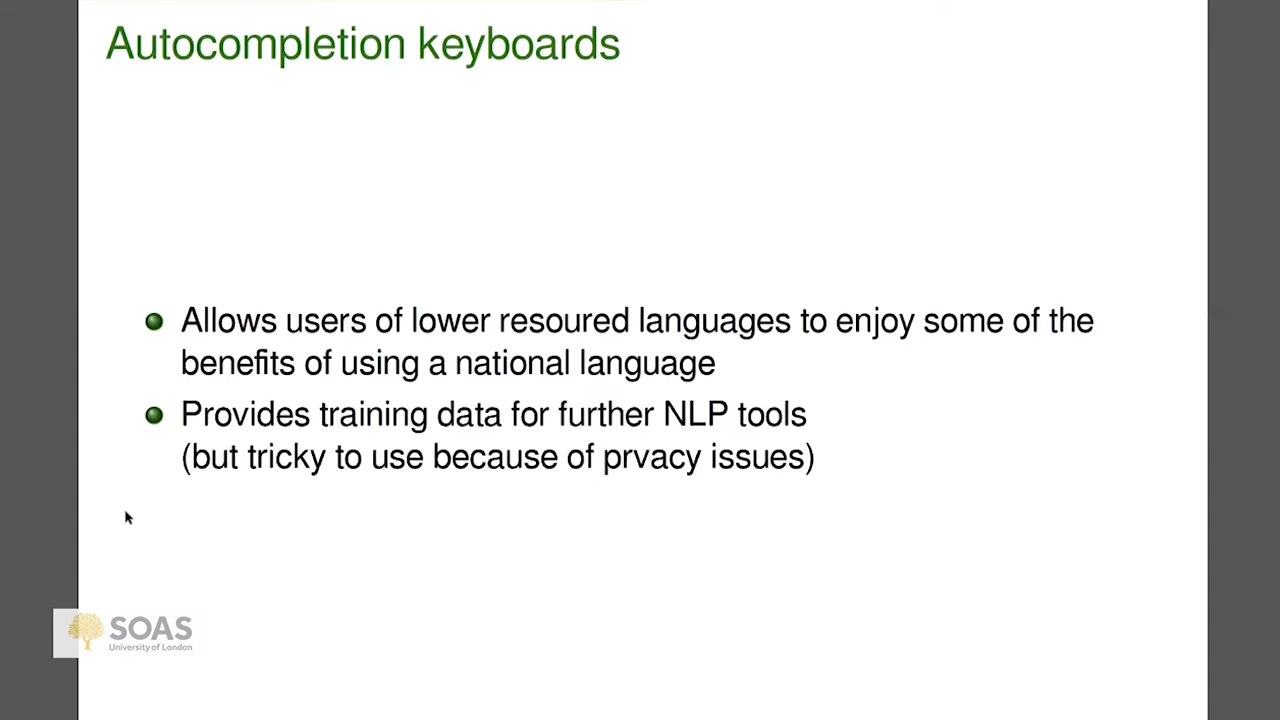 Autocompletion keyboards
Allows users of lower resoured languages to enjoy some of the
benefits of using a national language
Provides training data for further NLP tools
(but tricky to use because of prvacy issues)
SOAS
University of London